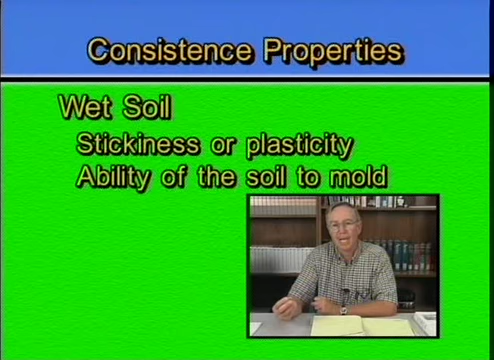 Consistence Properties
Wet Soil
Stickiness or plasticity
Ability of the soil to mold